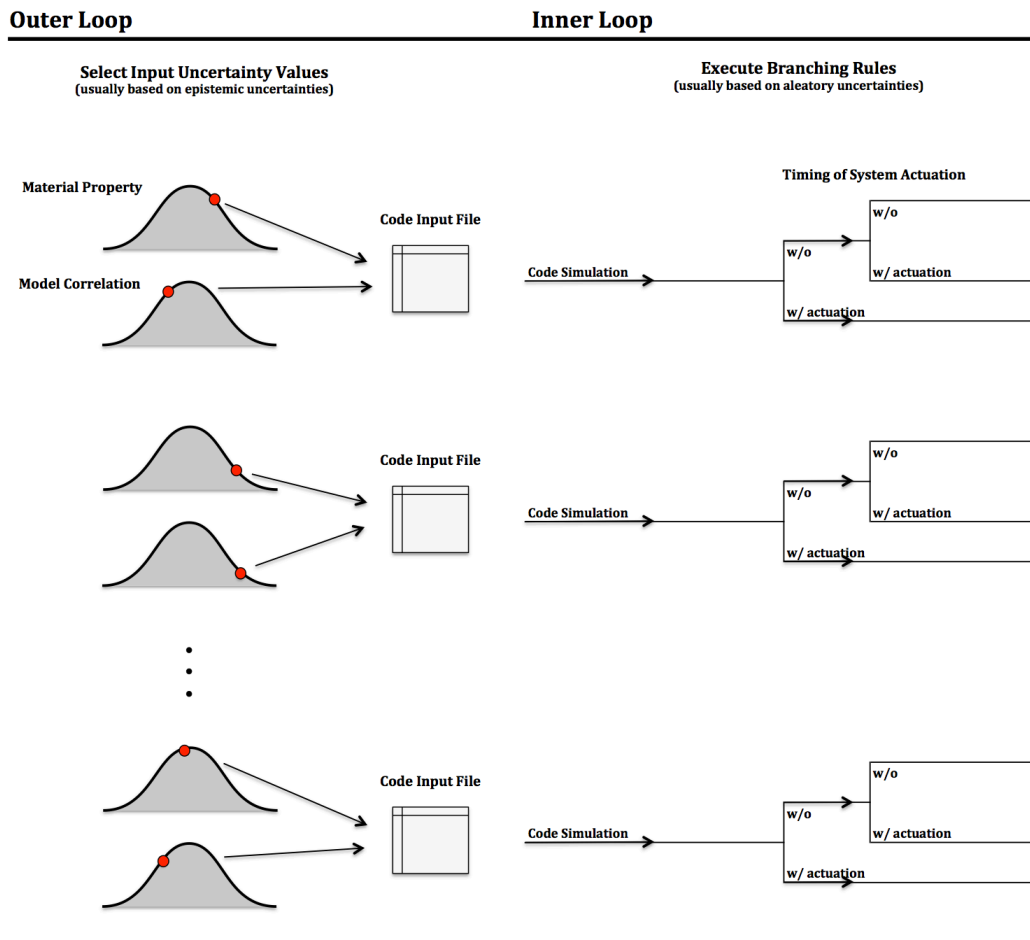 Outer Loop
Inner Loop
Select Input Uncertainty Values
(usually based on epistemic uncertainties)
Execute Branching Rules
(usually based on aleatory uncertainties)
Material Property
Code Input File
Model Correlation
Timing of System Actuation
w/o
w/o
Code Simulation
w/ actuation
w/ actuation
Code Input File
w/o
w/o
Code Simulation
w/ actuation
w/ actuation
Code Input File
w/o
w/o
Code Simulation
w/ actuation
w/ actuation